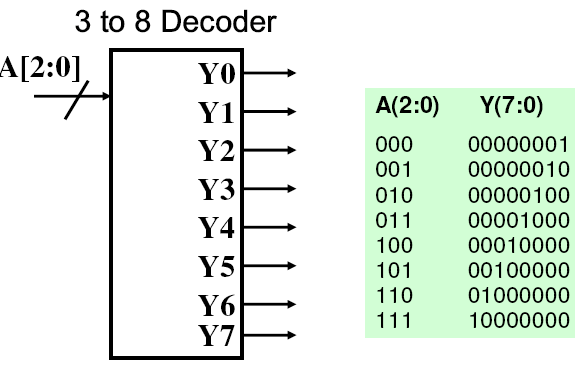 3 to 8 Decoder
A[2:0]
Y0
Y1
Y2
Y3
Y4
Y5
Y6
Y7
A(2:0) Y(7:0)
000 00000001
001 00000010
010 00000100
011 00001000
100 00010000
101 00100000
110 01000000
111 10000000